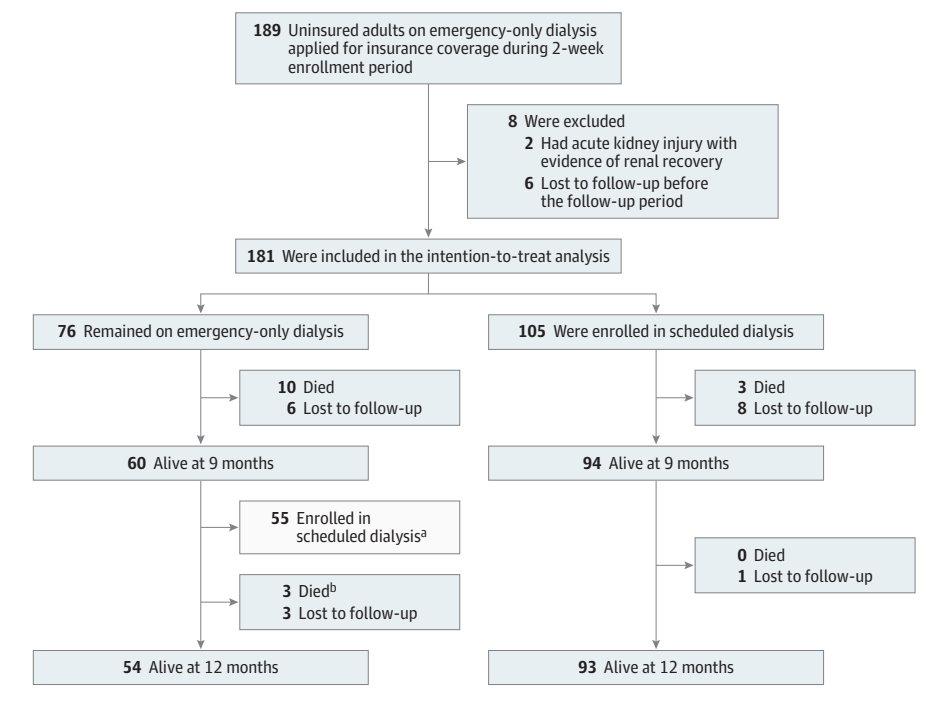 189 Uninsured adults on emergency-only dialysis
applied for insurance coverage during 2-week
enrollment period
8 Were excluded
2 Had acute kidney injury with
evidence of renal recovery
6 Lost to follow-up before
the follow-up period
181 Were included in the intention-to-treat analysis
76 Remained on emergency-only dialysis
105 Were enrolled in scheduled dialysis
10 Died
6 Lost to follow-up
3 Died
8 Lost to follow-up
60 Alive at 9 months
94 Alive at 9 months
55 Enrolled in
scheduled dialysisᵃ
3 Diedᵇ
3 Lost to follow-up
0 Died
1 Lost to follow-up
54 Alive at 12 months
93 Alive at 12 months